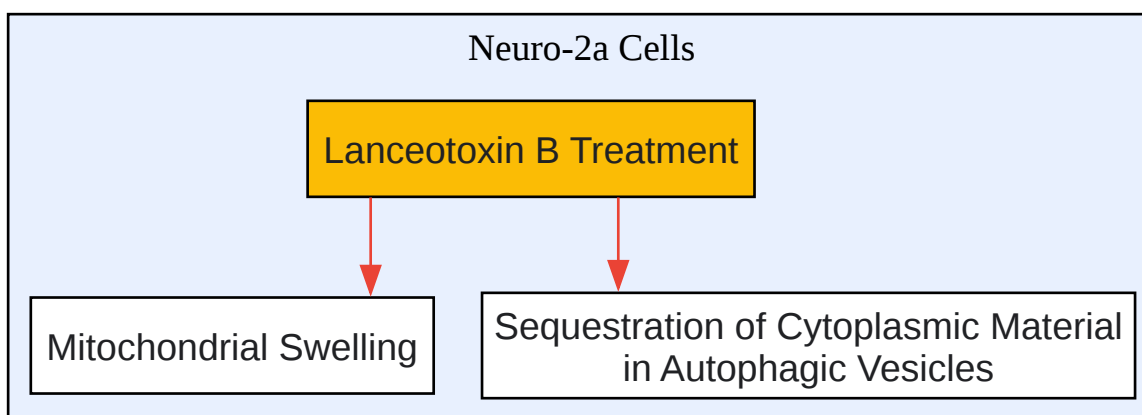 Neuro-2a Cells
Lanceotoxin B Treatment
Mitochondrial Swelling
Sequestration of Cytoplasmic Material
in Autophagic Vesicles